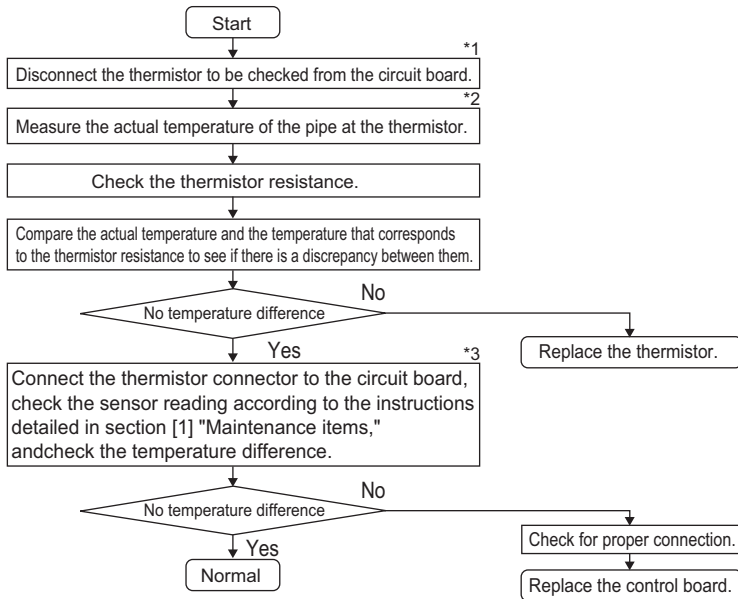 Start
*1
Disconnect the thermistor to be checked from the circuit board.
*2
Measure the actual temperature of the pipe at the thermistor.
Check the thermistor resistance.
Compare the actual temperature and the temperature that corresponds
to the thermistor resistance to see if there is a discrepancy between them.
No temperature difference
No
Replace the thermistor.
Yes
*3
Connect the thermistor connector to the circuit board,
check the sensor reading according to the instructions
detailed in section [1] "Maintenance items,"
andcheck the temperature difference.
No temperature difference
No
Check for proper connection.
Replace the control board.
Yes
Normal